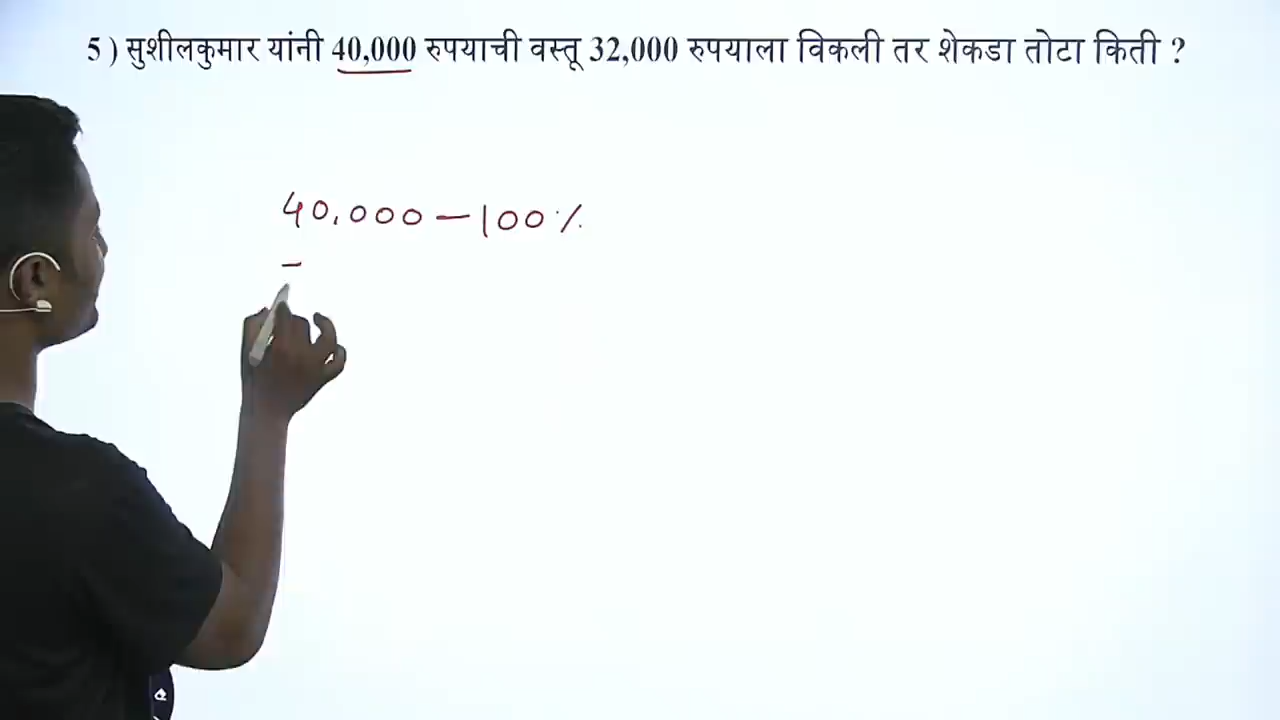 5 ) सुशीलकुमार यांनी 40,000 रुपयाची वस्तू 32,000 रुपयाला विकली तर शेकडा तोटा किती ?
40,000 — 100 %